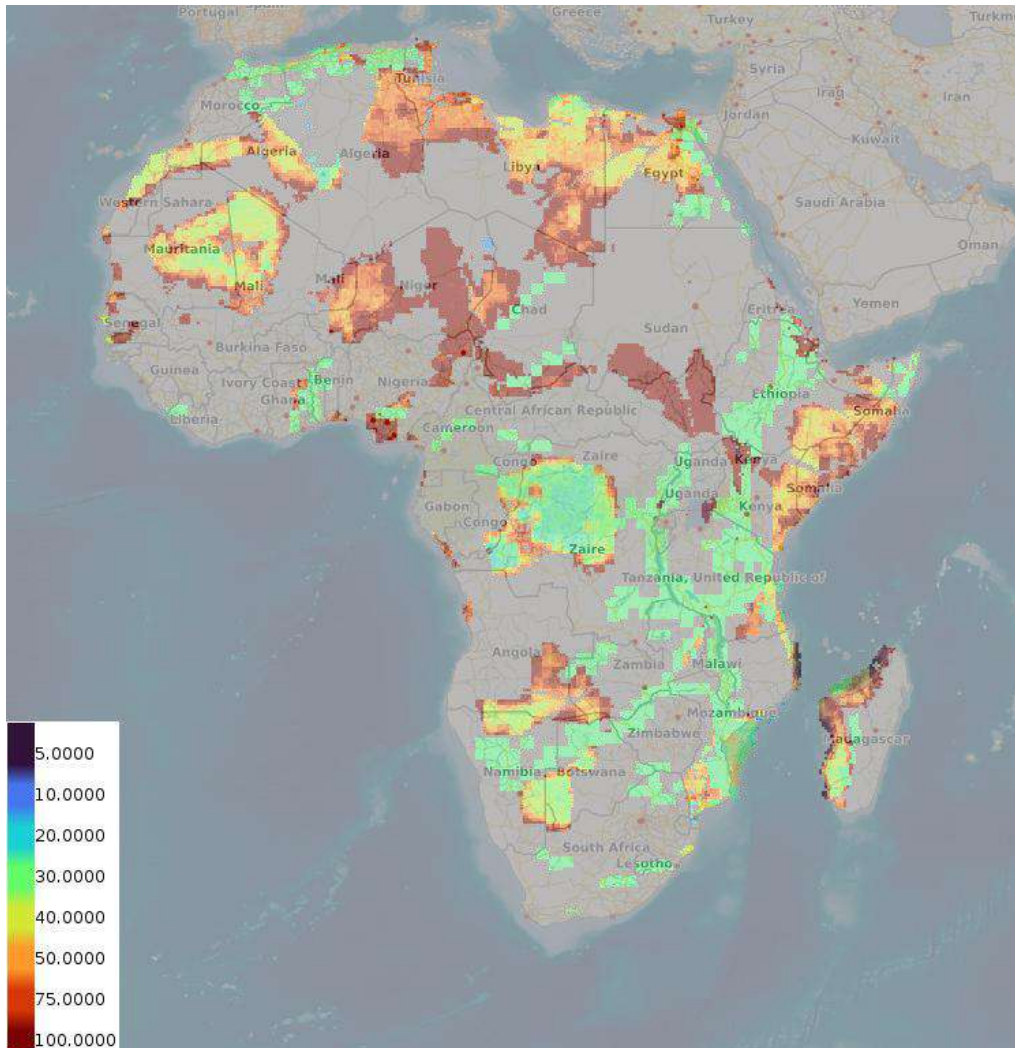 Portugal
Greece
Turkey
Syria
Iraq
Iran
Jordan
Kuwait
Tunisia
Morocco
Algeria
Algeria
Libya
Egypt
Saudi Arabia
Western Sahara
Oman
Mauritania
Mali
Mali
Niger
Chad
Sudan
Eritrea
Yemen
Senegal
Burkina Faso
Guinea
Ivory Coast
Benin
Nigeria
Ghana
Liberia
Ethiopia
Somalia
Central African Republic
Cameroon
Congo
Zaire
Uganda
Kenya
Uganda
Somalia
Gabon
Kenya
Congo
Zaire
Tanzania, United Republic of
Angola
Zambia
Malawi
Mozambique
Zimbabwe
Madagascar
Namibia
Botswana
South Africa
Lesotho
5.0000
10.0000
20.0000
30.0000
40.0000
50.0000
75.0000
100.0000